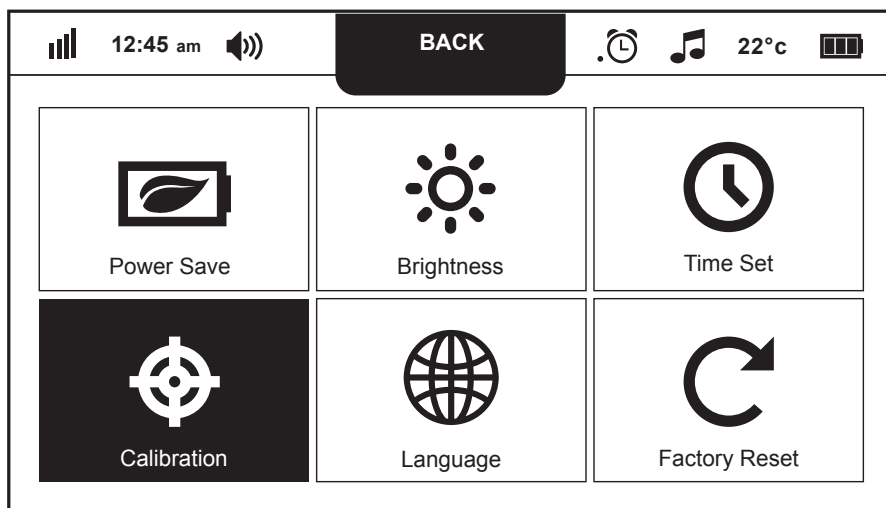 12:45 am BACK 22°c
Power Save Brightness Time Set
Calibration Language Factory Reset